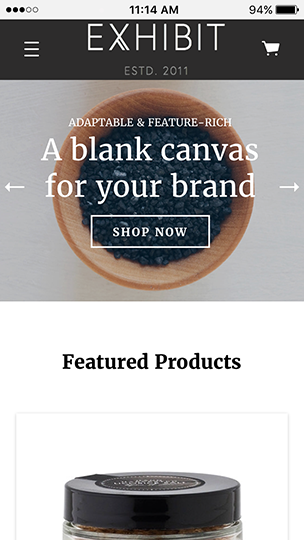 11:14 AM
94%
EXHIBIT
ESTD. 2011
ADAPTABLE & FEATURE-RICH
A blank canvas
for your brand
SHOP NOW
Featured Products